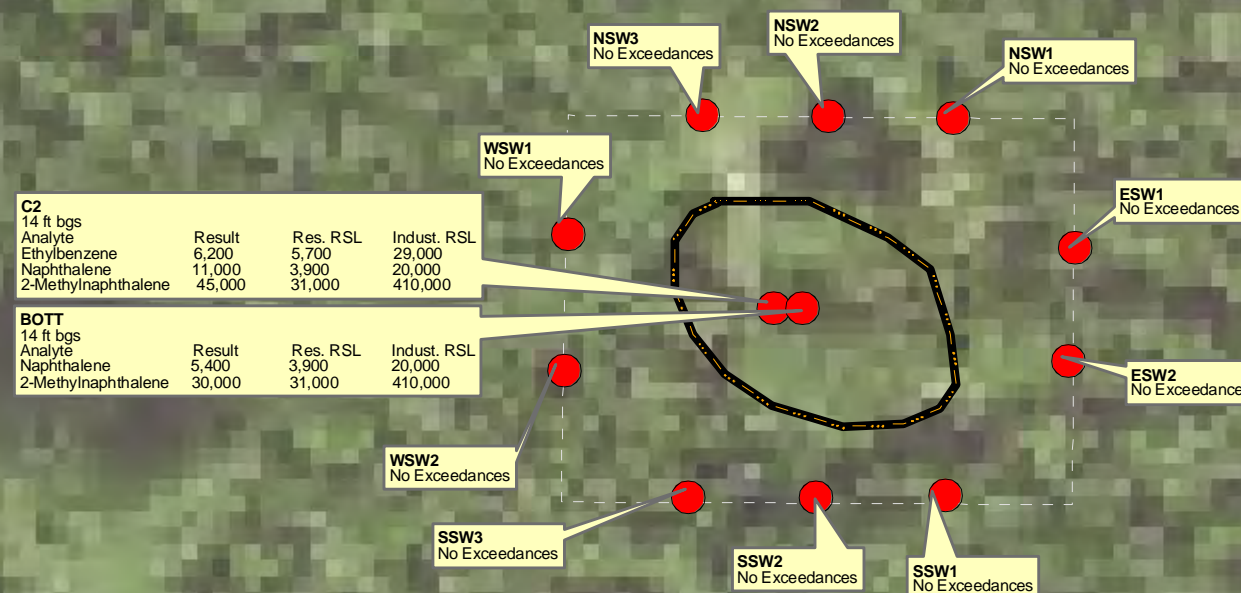 NSW3
No Exceedances
NSW2
No Exceedances
NSW1
No Exceedances
WSW1
No Exceedances
ESW1
No Exceedances
C2
14 ft bgs
Analyte Result Res. RSL Indust. RSL
Ethylbenzene 6,200 5,700 29,000
Naphthalene 11,000 3,900 20,000
2-Methylnaphthalene 45,000 31,000 410,000
BOTT
14 ft bgs
Analyte Result Res. RSL Indust. RSL
Naphthalene 5,400 3,900 20,000
2-Methylnaphthalene 30,000 31,000 410,000
ESW2
No Exceedance
WSW2
No Exceedances
SSW3
No Exceedances
SSW2
No Exceedances
SSW1
No Exceedances